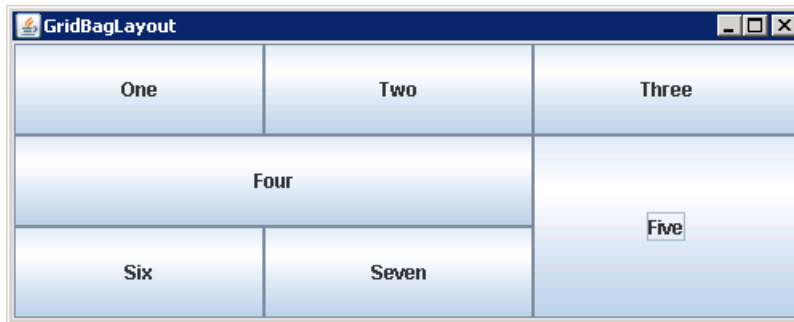 GridBagLayout
One Two Three
Four
Five
Six Seven